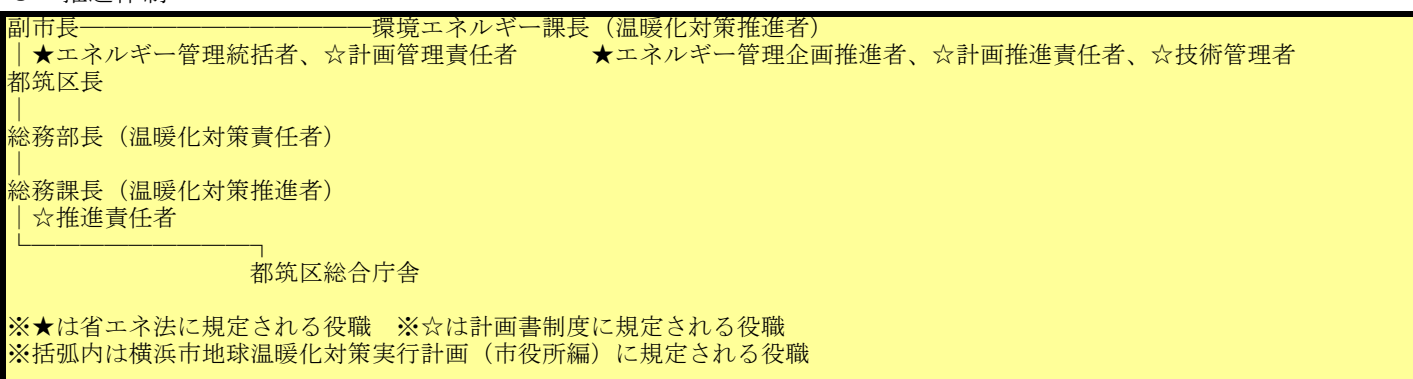 副市長────────────環境エネルギー課長（温暖化対策推進者）
│★エネルギー管理統括者、☆計画管理責任者　　　★エネルギー管理企画推進者、☆計画推進責任者、☆技術管理者
都筑区長
│
総務部長（温暖化対策責任者）
│
総務課長（温暖化対策推進者）
│☆推進責任者
└─────────┐
都筑区総合庁舎
※★は省エネ法に規定される役職　※☆は計画書制度に規定される役職
※括弧内は横浜市地球温暖化対策実行計画（市役所編）に規定される役職